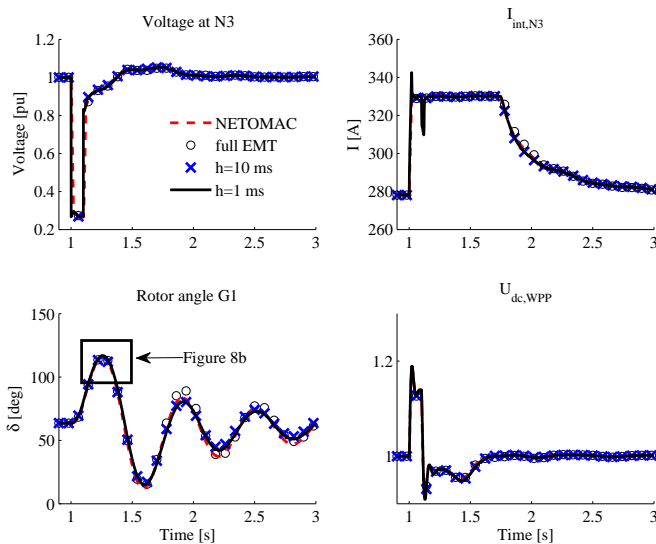 Voltage at N3
Voltage [pu]
1.2
1
0.8
0.6
0.4
0.2
1 1.5 2 2.5 3
NETOMAC
full EMT
h=10 ms
h=1 ms
I_int,N3
I [A]
360
340
320
300
280
260
1 1.5 2 2.5 3
Rotor angle G1
δ [deg]
150
100
50
0
Figure 8b
1 1.5 2 2.5 3
Time [s]
U_dc,WPP
1.2
1
1 1.5 2 2.5 3
Time [s]